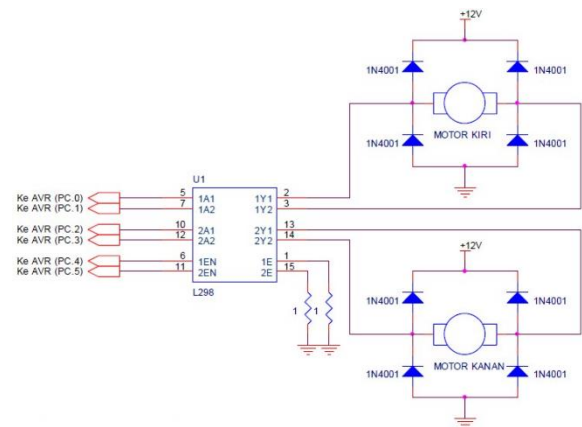 +12V
1N4001
1N4001
MOTOR KIRI
1N4001
1N4001
U1
Ke AVR (PC.0)
5
1A1
1Y1
2
Ke AVR (PC.1)
7
1A2
1Y2
3
Ke AVR (PC.2)
10
2A1
2Y1
13
Ke AVR (PC.3)
12
2A2
2Y2
14
Ke AVR (PC.4)
6
1EN
1E
1
Ke AVR (PC.5)
11
2EN
2E
15
L298
1
1
+12V
1N4001
1N4001
MOTOR KANAN
1N4001
1N4001